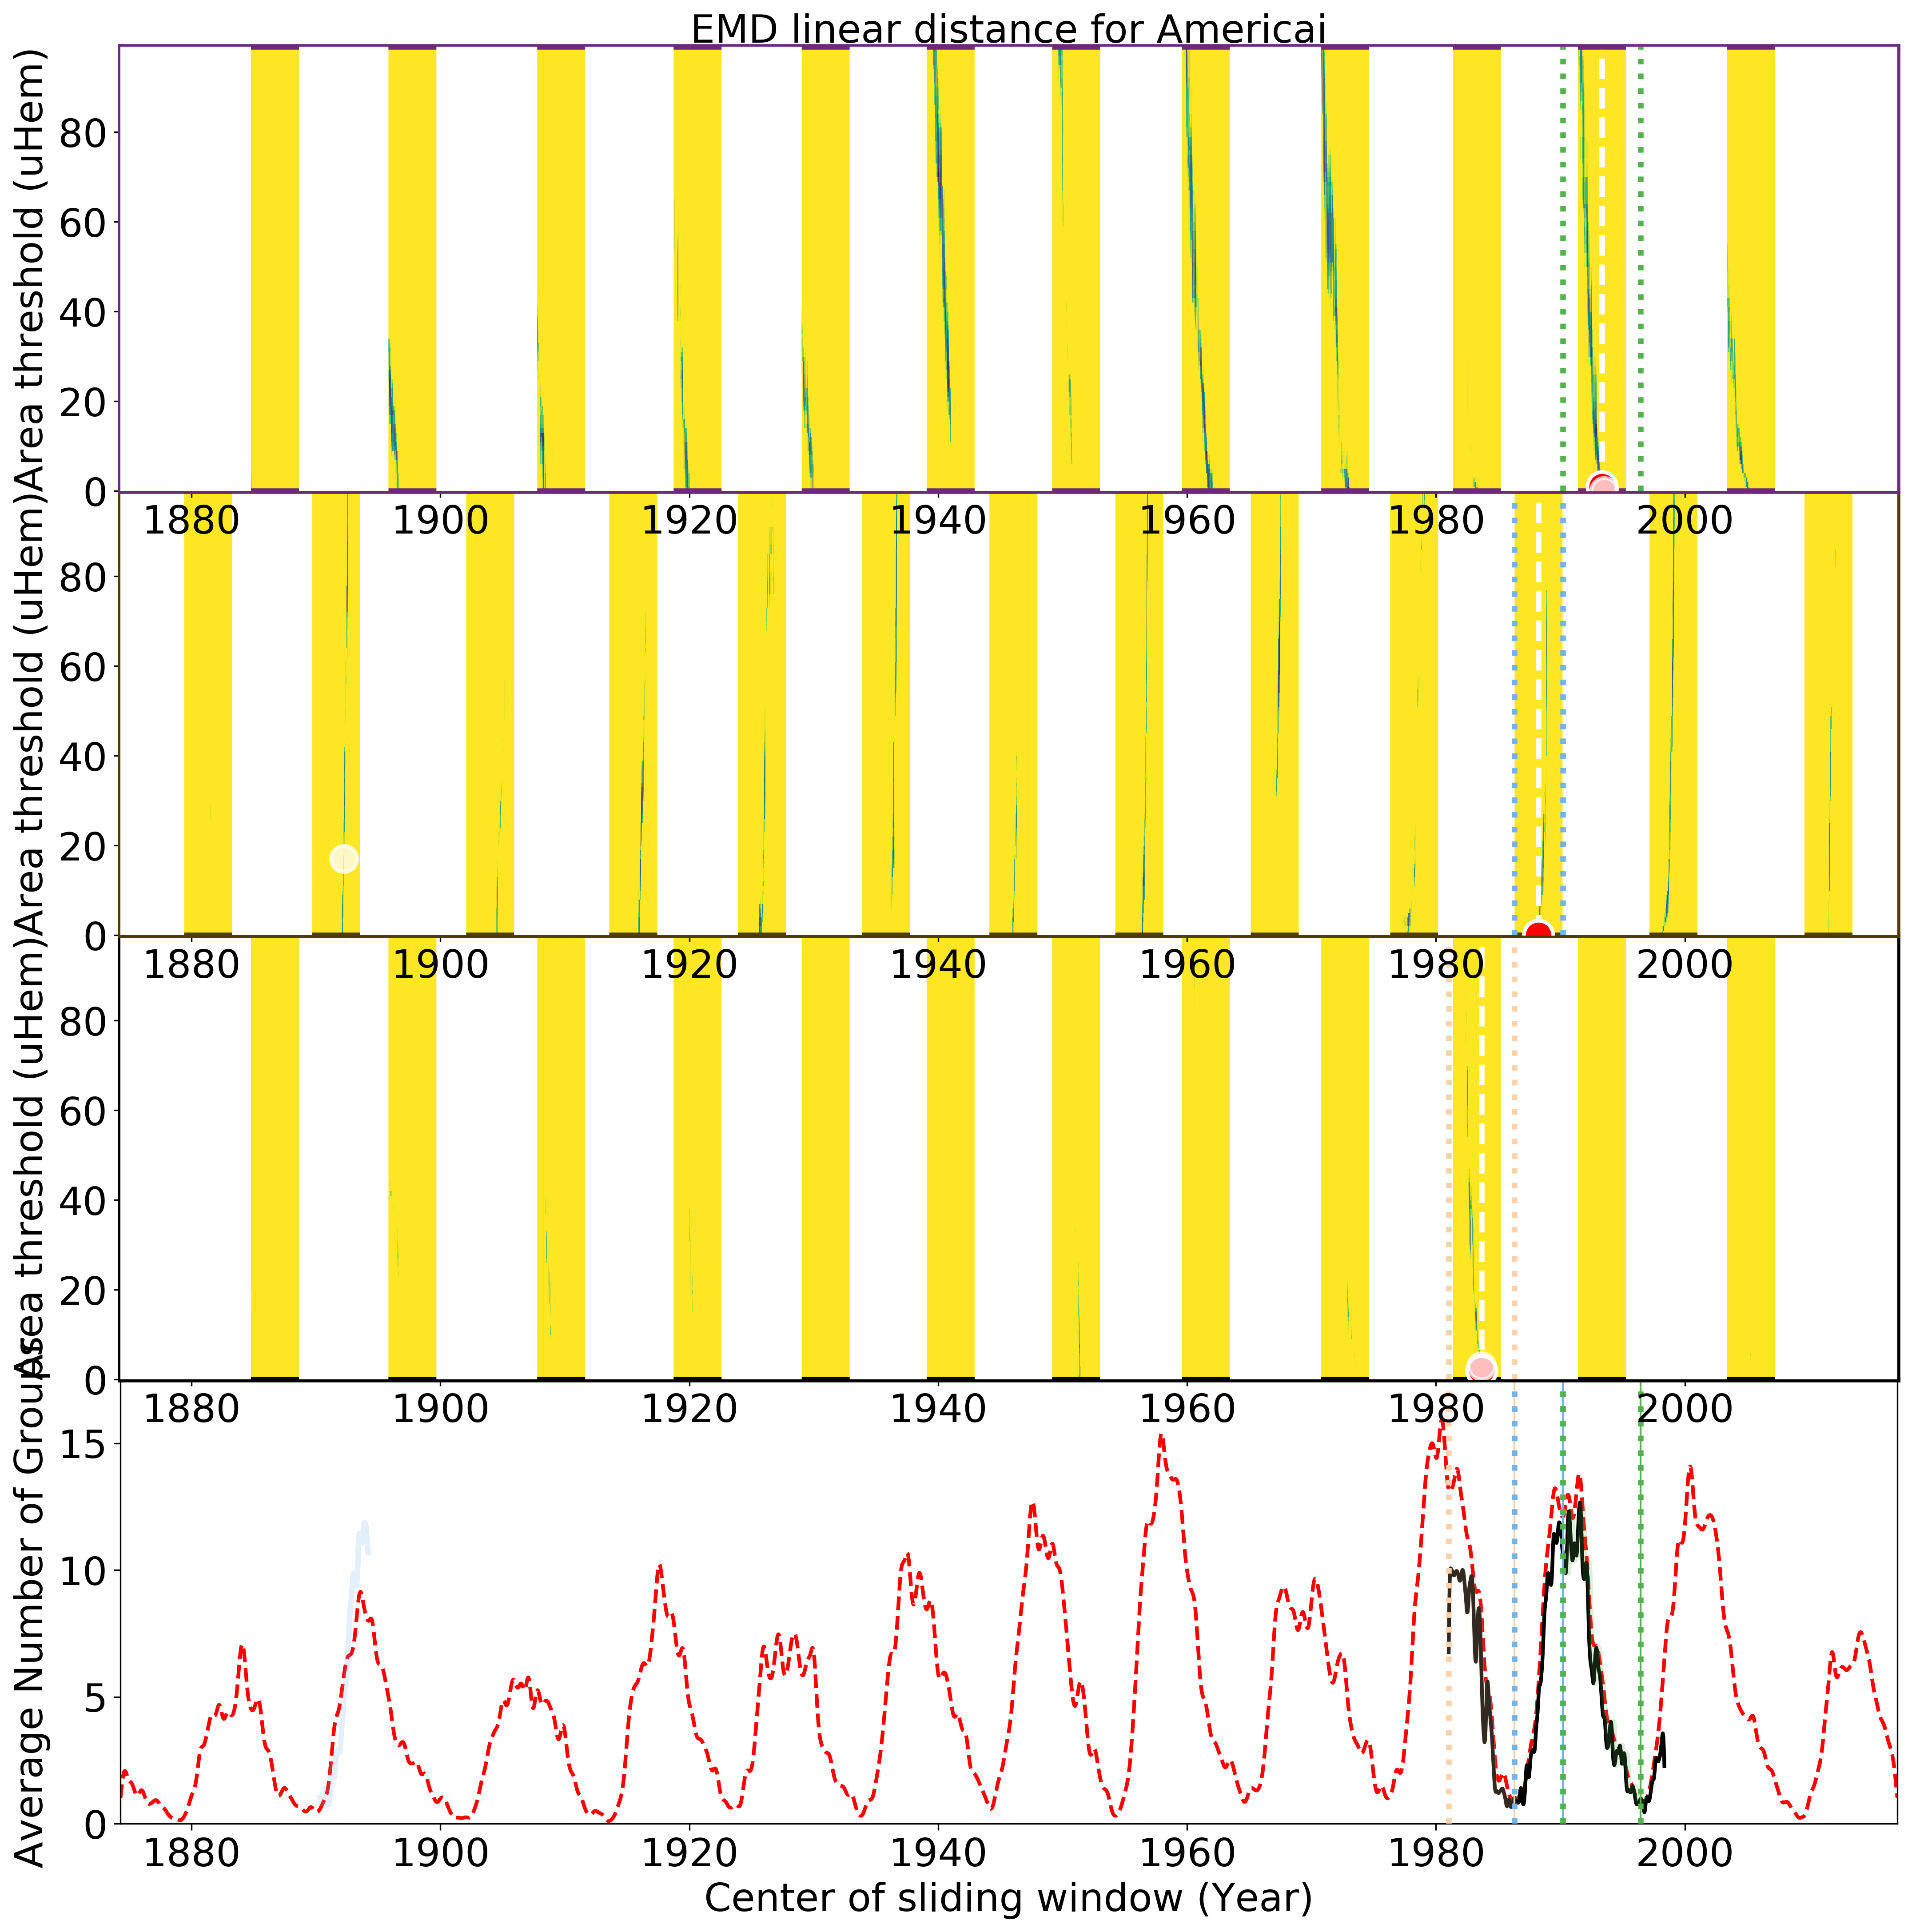 EMD linear distance for Americai
Area threshold (uHem)
80
60
40
20
0
1880 1900 1920 1940 1960 1980 2000
Area threshold (uHem)
80
60
40
20
0
1880 1900 1920 1940 1960 1980 2000
Area threshold (uHem)
80
60
40
20
0
1880 1900 1920 1940 1960 1980 2000
Average Number of Groups
15
10
5
0
1880 1900 1920 1940 1960 1980 2000
Center of sliding window (Year)